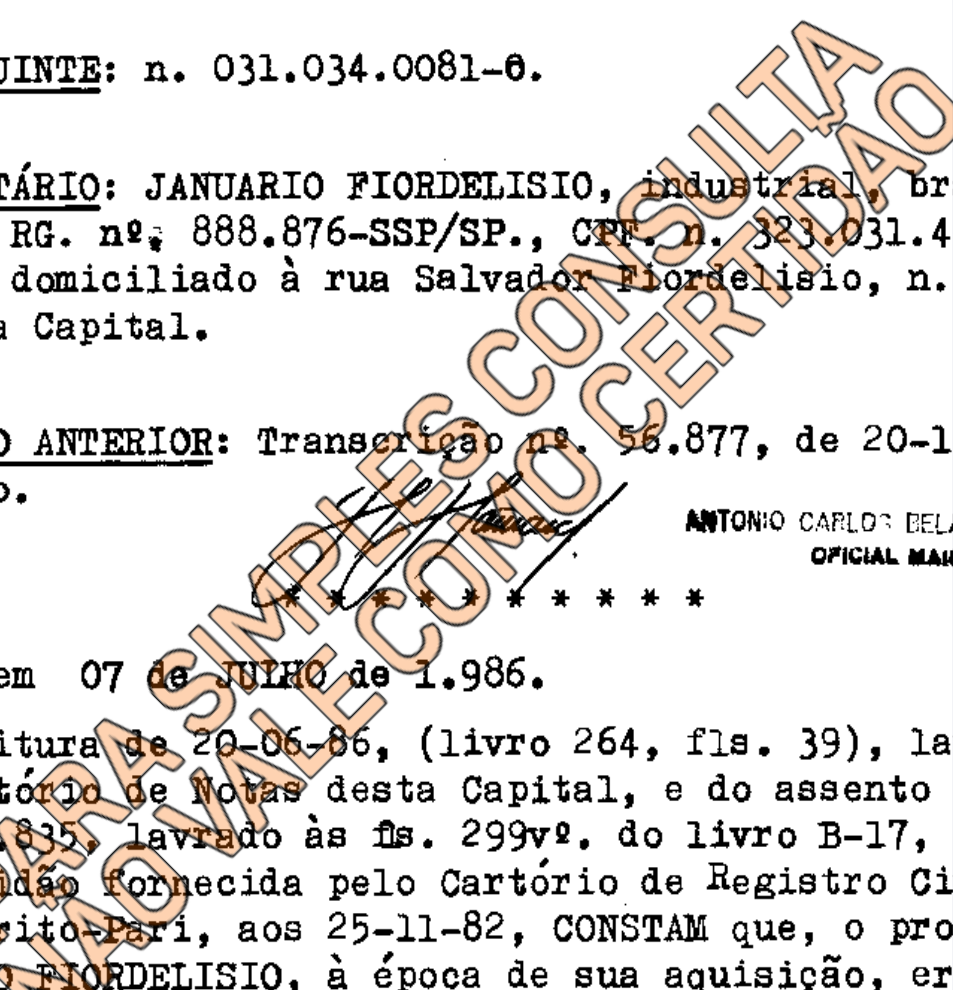 UINTE: n. 031.034.0081-0.
TÁRIO: JANUARIO FIORDELISIO, industrial, br
RG. nº. 888.876-SSP/SP., CPF. n. 323.031.4
domiciliado à rua Salvador Fiordelisio, n.
a Capital.
O ANTERIOR: Transcrição nº. 56.877, de 20-1
o.
ANTONIO CARLOS BELA
OFICIAL MAI
* * * * * * * * * *
em 07 de JULHO de 1.986.
itura de 20-06-86, (livro 264, fls. 39), la
tório de Notas desta Capital, e do assento
.835, lavrado às fls. 299vº. do livro B-17,
idão fornecida pelo Cartório de Registro Ci
rito-Pari, aos 25-11-82, CONSTAM que, o pro
O FIORDELISIO, à época de sua aquisição, er
PARA SIMPLES CONSULTA
NÃO VALE COMO CERTIDÃO